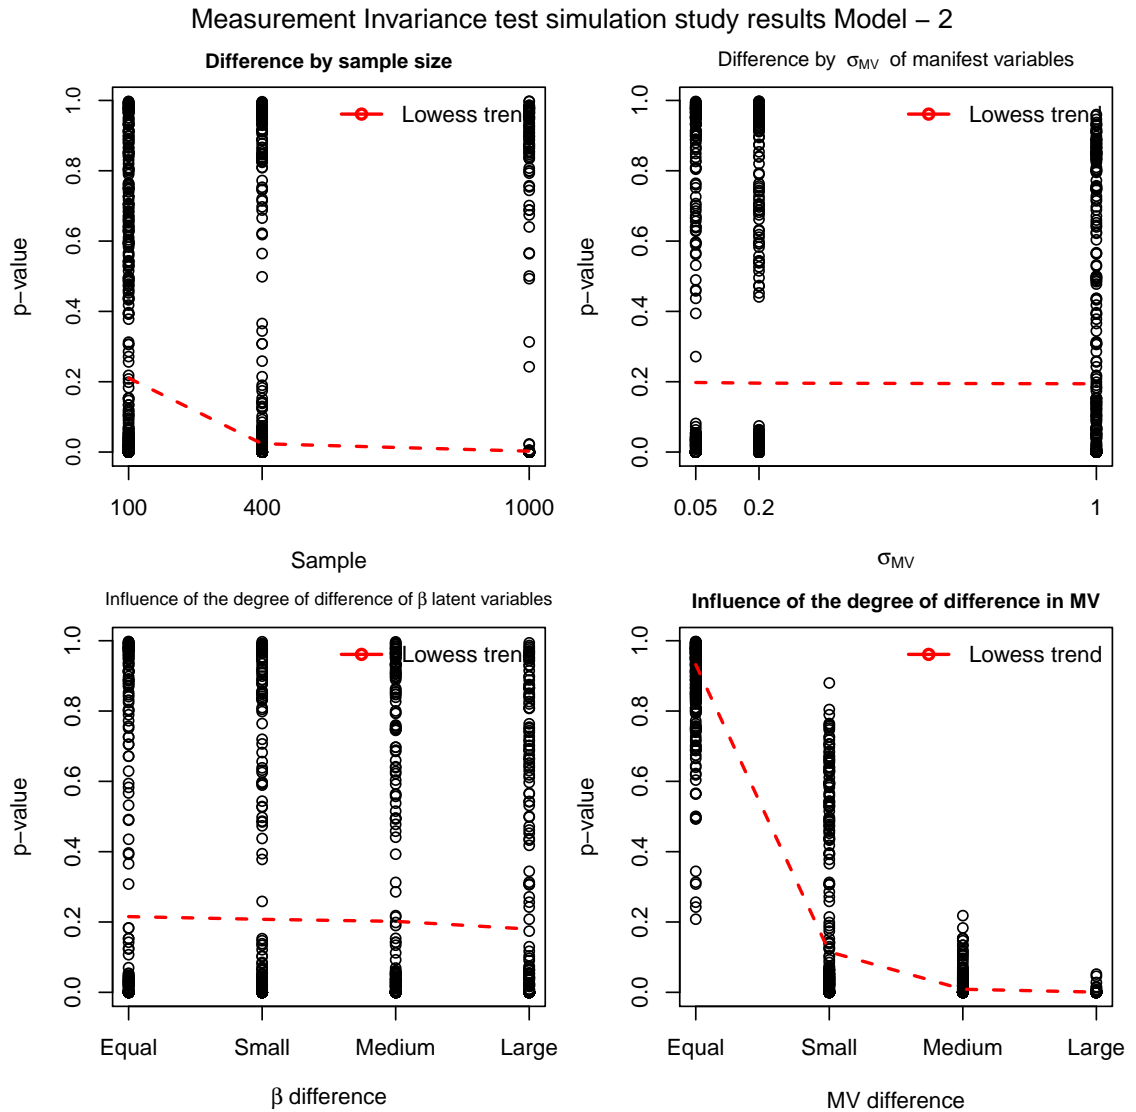 Measurement Invariance test simulation study results Model − 2
Difference by sample size
Lowess trend
p−value
0.0 0.2 0.4 0.6 0.8 1.0
100 400 1000
Sample
Difference by σMV of manifest variables
Lowess trend
p−value
0.0 0.2 0.4 0.6 0.8 1.0
0.05 0.2 1
σMV
Influence of the degree of difference of β latent variables
Lowess trend
p−value
0.0 0.2 0.4 0.6 0.8 1.0
Equal Small Medium Large
β difference
Influence of the degree of difference in MV
Lowess trend
p−value
0.0 0.2 0.4 0.6 0.8 1.0
Equal Small Medium Large
MV difference